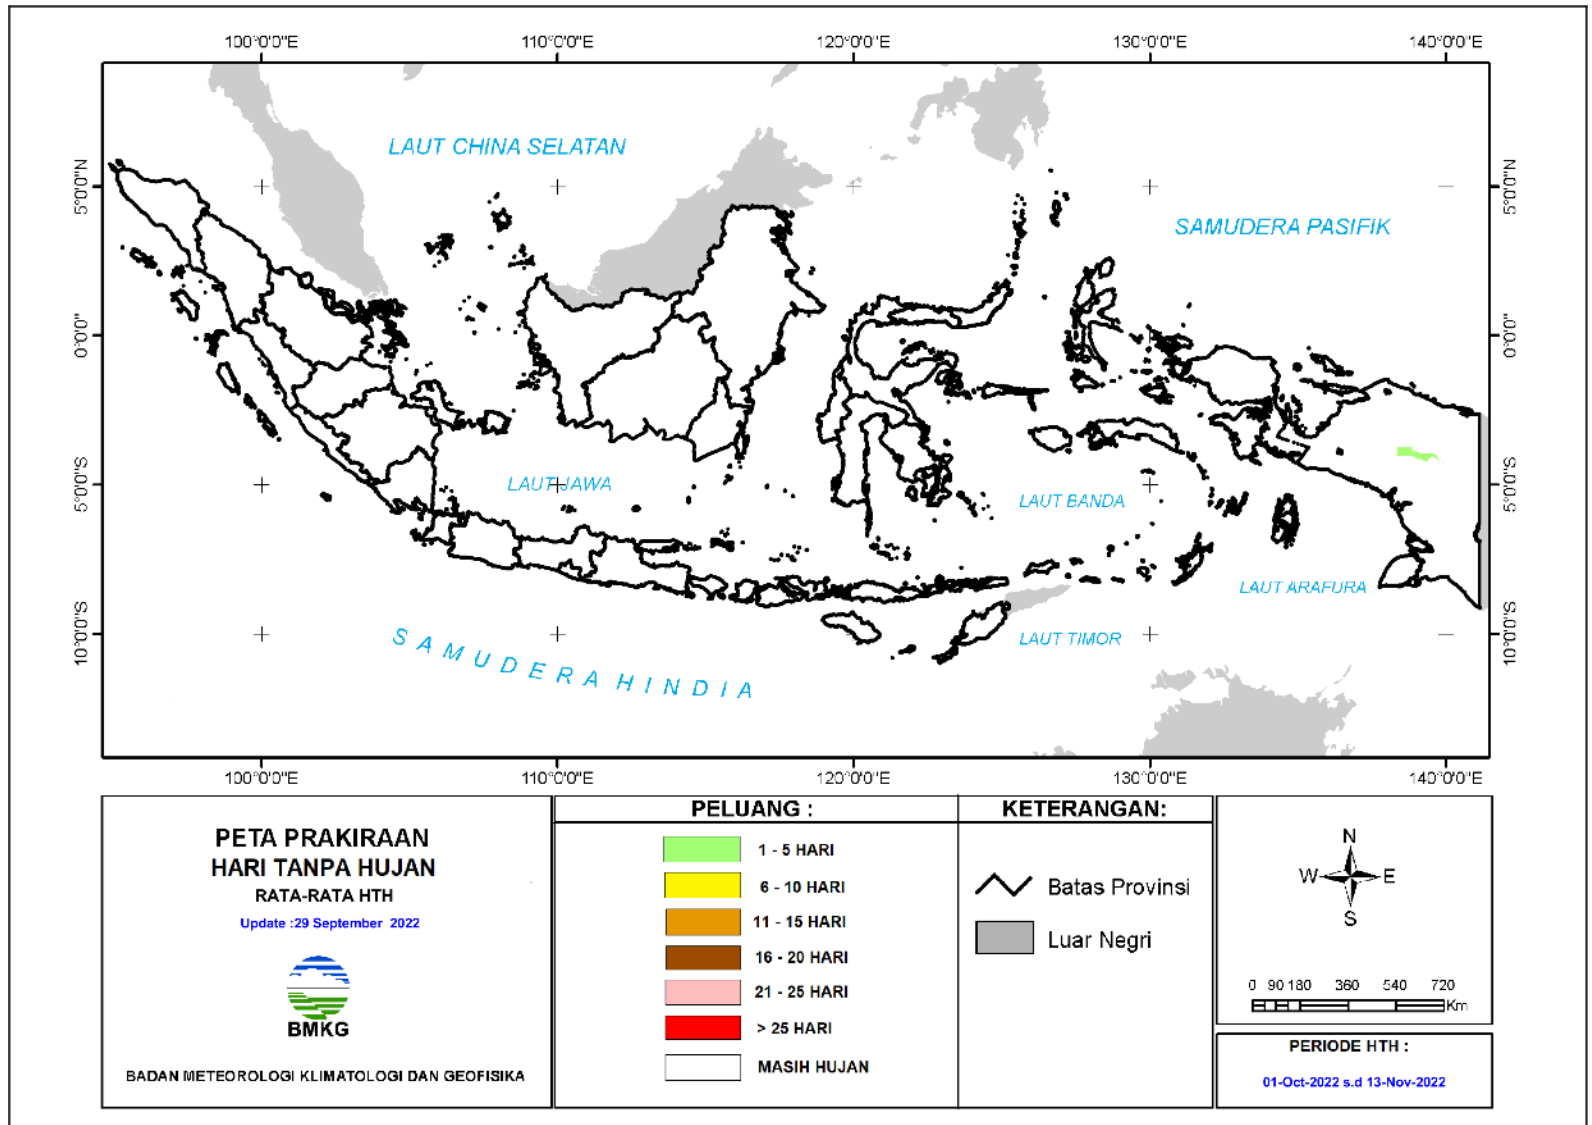 100°0'0"E 110°0'0"E 120°0'0"E 130°0'0"E 140°0'0"E
LAUT CHINA SELATAN
5°0'0"N 5°0'0"N
SAMUDERA PASIFIK
0°0'0" 0°0'0"
5°0'0"S 5°0'0"S
LAUT JAWA
LAUT BANDA
LAUT ARAFURA
10°0'0"S 10°0'0"S
LAUT TIMOR
SAMUDERA HINDIA
100°0'0"E 110°0'0"E 120°0'0"E 130°0'0"E 140°0'0"E
PETA PRAKIRAAN
HARI TANPA HUJAN
RATA-RATA HTH
Update :29 September 2022
BMKG
BADAN METEOROLOGI KLIMATOLOGI DAN GEOFISIKA
PELUANG :
1 - 5 HARI
6 - 10 HARI
11 - 15 HARI
16 - 20 HARI
21 - 25 HARI
> 25 HARI
MASIH HUJAN
KETERANGAN:
Batas Provinsi
Luar Negri
N
W E
S
0 90 180 360 540 720
Km
PERIODE HTH :
01-Oct-2022 s.d 13-Nov-2022